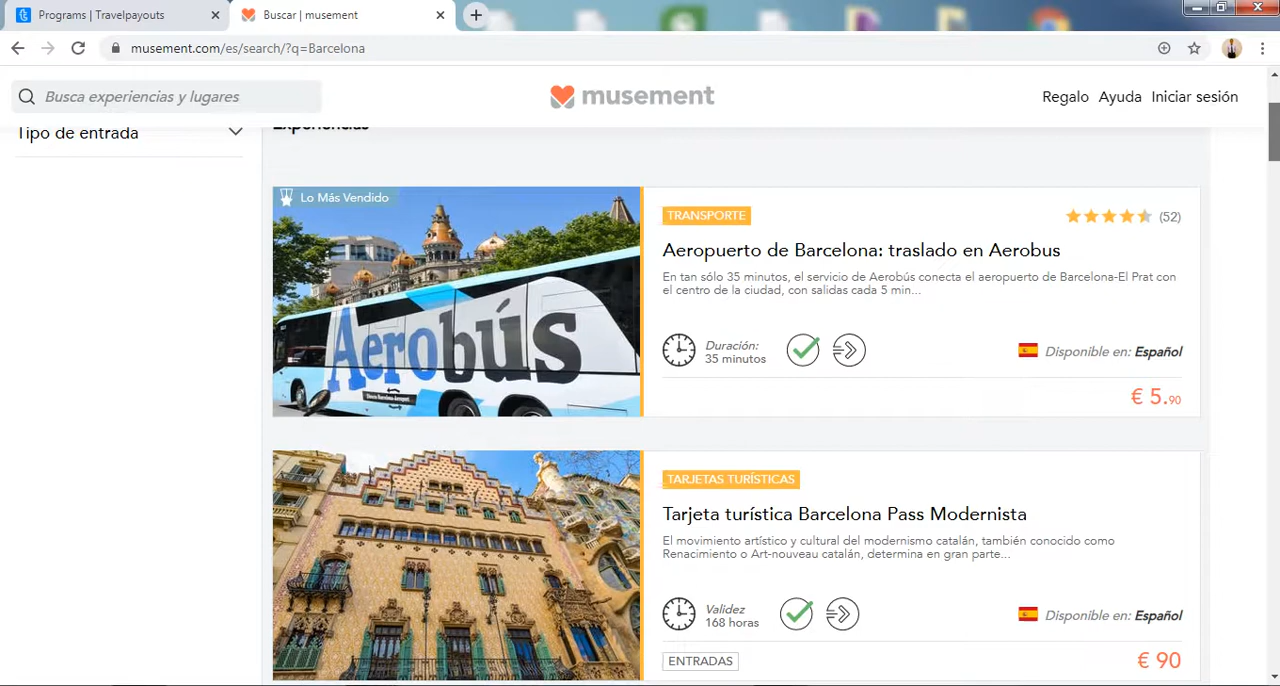 Programs | Travelpayouts
Buscar | musement
musement.com/es/search/?q=Barcelona
Busca experiencias y lugares
musement
Regalo Ayuda Iniciar sesión
Tipo de entrada
Experiencias
Lo Más Vendido
Aerobús
TRANSPORTE
(52)
Aeropuerto de Barcelona: traslado en Aerobus
En tan sólo 35 minutos, el servicio de Aerobús conecta el aeropuerto de Barcelona-El Prat con
el centro de la ciudad, con salidas cada 5 min...
Duración:
35 minutos
Disponible en: Español
€ 5.90
TARJETAS TURÍSTICAS
Tarjeta turística Barcelona Pass Modernista
El movimiento artístico y cultural del modernismo catalán, también conocido como
Renacimiento o Art-nouveau catalán, determina en gran parte...
Validez
168 horas
Disponible en: Español
ENTRADAS
€ 90